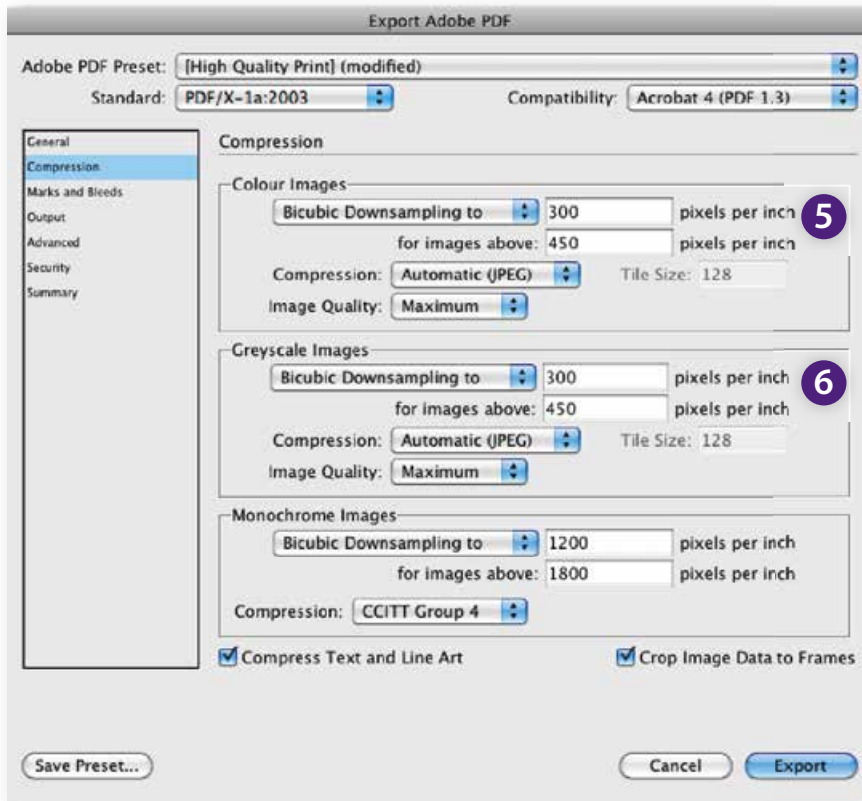 Export Adobe PDF
Adobe PDF Preset: [High Quality Print] (modified)
Standard: PDF/X-1a:2003 Compatibility: Acrobat 4 (PDF 1.3)
General
Compression
Marks and Bleeds
Output
Advanced
Security
Summary
Compression
Colour Images
Bicubic Downsampling to 300 pixels per inch 5
for images above: 450 pixels per inch
Compression: Automatic (JPEG) Tile Size: 128
Image Quality: Maximum
Greyscale Images
Bicubic Downsampling to 300 pixels per inch 6
for images above: 450 pixels per inch
Compression: Automatic (JPEG) Tile Size: 128
Image Quality: Maximum
Monochrome Images
Bicubic Downsampling to 1200 pixels per inch
for images above: 1800 pixels per inch
Compression: CCITT Group 4
Compress Text and Line Art Crop Image Data to Frames
Save Preset... Cancel Export